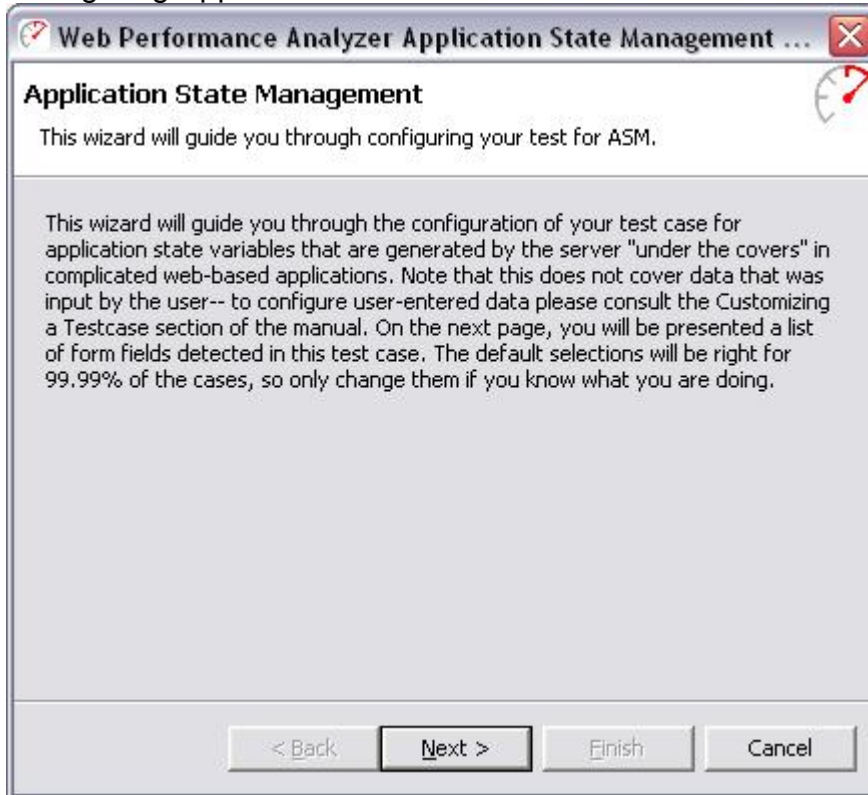 Web Performance Analyzer Application State Management ...
Application State Management
This wizard will guide you through configuring your test for ASM.
This wizard will guide you through the configuration of your test case for
application state variables that are generated by the server "under the covers" in
complicated web-based applications. Note that this does not cover data that was
input by the user-- to configure user-entered data please consult the Customizing
a Testcase section of the manual. On the next page, you will be presented a list
of form fields detected in this test case. The default selections will be right for
99.99% of the cases, so only change them if you know what you are doing.
< Back
Next >
Finish
Cancel